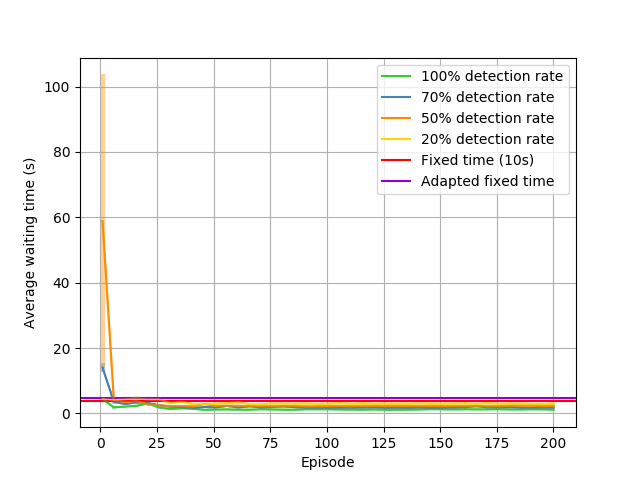 100% detection rate
70% detection rate
50% detection rate
20% detection rate
Fixed time (10s)
Adapted fixed time
Average waiting time (s)
100
80
60
40
20
0
0 25 50 75 100 125 150 175 200
Episode